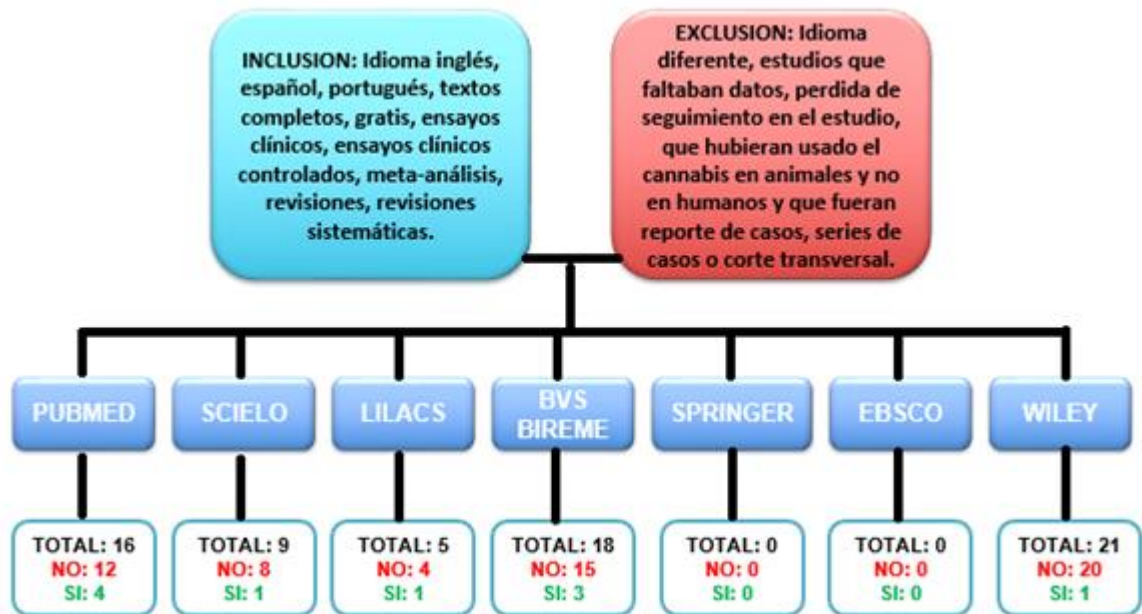 INCLUSION: Idioma inglés,
español, portugués, textos
completos, gratis, ensayos
clínicos, ensayos clínicos
controlados, meta-análisis,
revisiones, revisiones
sistemáticas.
EXCLUSION: Idioma
diferente, estudios que
faltaban datos, perdida de
seguimiento en el estudio,
que hubieran usado el
cannabis en animales y no
en humanos y que fueran
reporte de casos, series de
casos o corte transversal.
PUBMED
SCIELO
LILACS
BVS
BIREME
SPRINGER
EBSCO
WILEY
TOTAL: 16
NO: 12
SI: 4
TOTAL: 9
NO: 8
SI: 1
TOTAL: 5
NO: 4
SI: 1
TOTAL: 18
NO: 15
SI: 3
TOTAL: 0
NO: 0
SI: 0
TOTAL: 0
NO: 0
SI: 0
TOTAL: 21
NO: 20
SI: 1